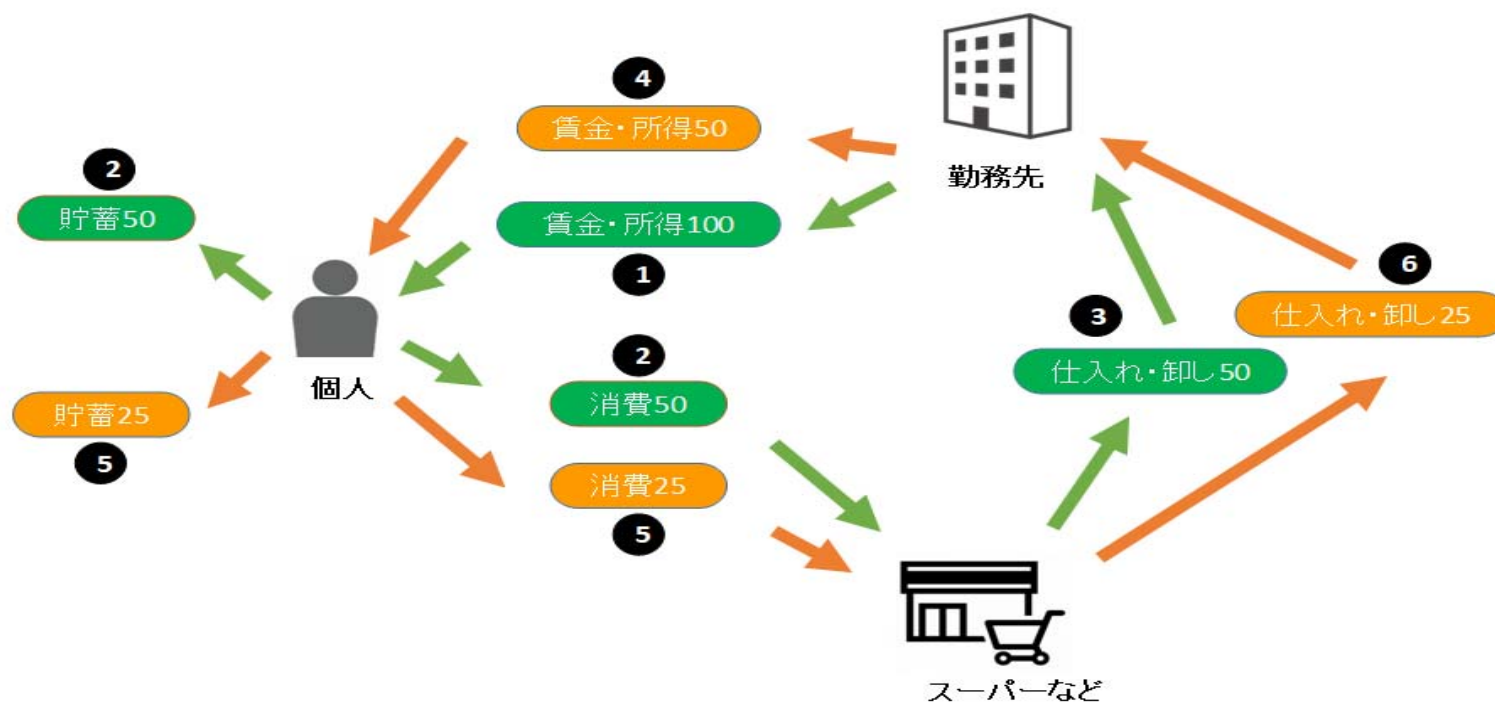 4
賃金・所得50
勤務先
2
貯蓄50
賃金・所得100
1
6
仕入れ・卸し25
3
仕入れ・卸し50
個人
2
消費50
貯蓄25
5
消費25
5
スーパーなど